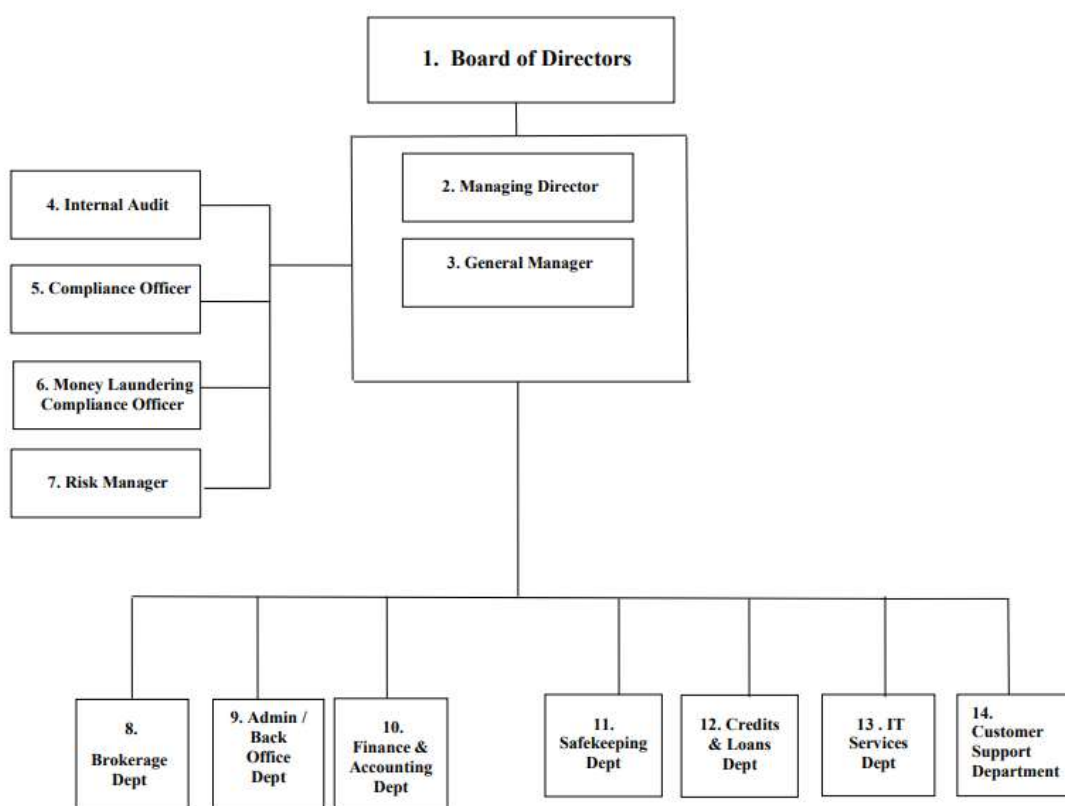 1. Board of Directors
2. Managing Director
3. General Manager
4. Internal Audit
5. Compliance Officer
6. Money Laundering
Compliance Officer
7. Risk Manager
8.
Brokerage
Dept
9. Admin /
Back
Office
Dept
10.
Finance &
Accounting
Dept
11.
Safekeeping
Dept
12. Credits
& Loans
Dept
13 . IT
Services
Dept
14.
Customer
Support
Department